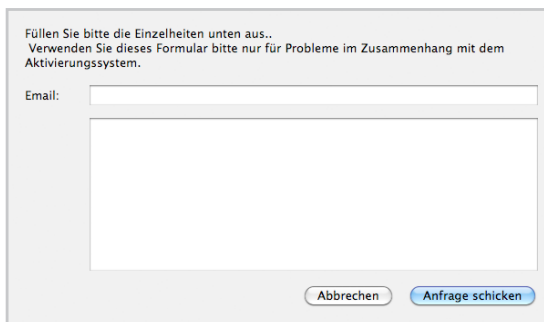 Füllen Sie bitte die Einzelheiten unten aus..
Verwenden Sie dieses Formular bitte nur für Probleme im Zusammenhang mit dem
Aktivierungssystem.
Email:
Abbrechen
Anfrage schicken